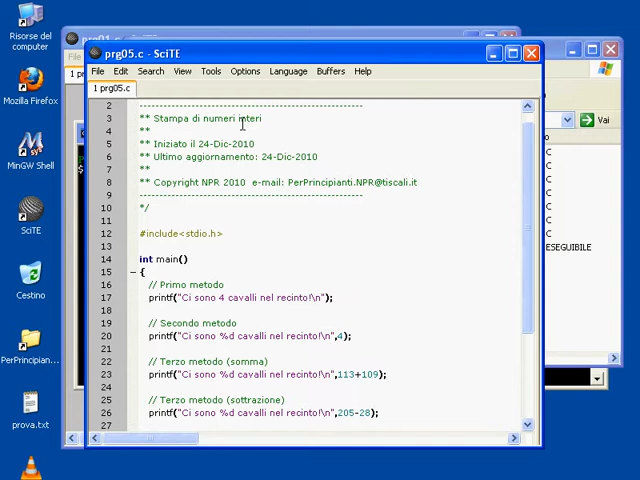 Risorse del
computer
Mozilla Firefox
MinGW Shell
SciTE
Cestino
PerPrincipian...
prova.txt
prg05.c - SciTE
File Edit Search View Tools Options Language Buffers Help
1 prg05.c
2 ----------------------------------------------------------
3 ** Stampa di numeri interi
4 **
5 ** Iniziato il 24-Dic-2010
6 ** Ultimo aggiornamento: 24-Dic-2010
7 **
8 ** Copyright NPR 2010 e-mail: PerPrincipianti.NPR@tiscali.it
9 ----------------------------------------------------------
10 */
11
12 #include<stdio.h>
13
14 int main()
15 {
16 // Primo metodo
17 printf("Ci sono 4 cavalli nel recinto!\n");
18
19 // Secondo metodo
20 printf("Ci sono %d cavalli nel recinto!\n",4);
21
22 // Terzo metodo (somma)
23 printf("Ci sono %d cavalli nel recinto!\n",113+109);
24
25 // Terzo metodo (sottrazione)
26 printf("Ci sono %d cavalli nel recinto!\n",205-28);
27
Vai
C
C
C
C
C
C
C
ESEGUIBILE